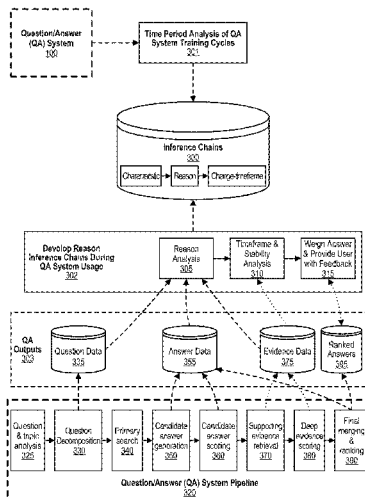 Question/Answer
(QA) System
100
Time Period Analysis of QA
System Training Cycles
301
Inference Chains
300
Characteristic
Reason
Change-timeframe
Develop Reason
Inference Chains During
QA System Usage
302
Reason
Analysis
305
Timeframe &
Stability
Analysis
310
Weigh Answer
& Provide User
with Feedback
315
QA
Outputs
303
Question Data
335
Answer Data
355
Evidence Data
375
Ranked
Answers
395
Question
& topic
analysis
325
Question
Decomposition
330
Primary
search
340
Candidate
answer
generation
350
Candidate
answer
scoring
360
Supporting
evidence
retrieval
370
Deep
evidence
scoring
380
Final
merging &
ranking
390
Question/Answer (QA) System Pipeline
320